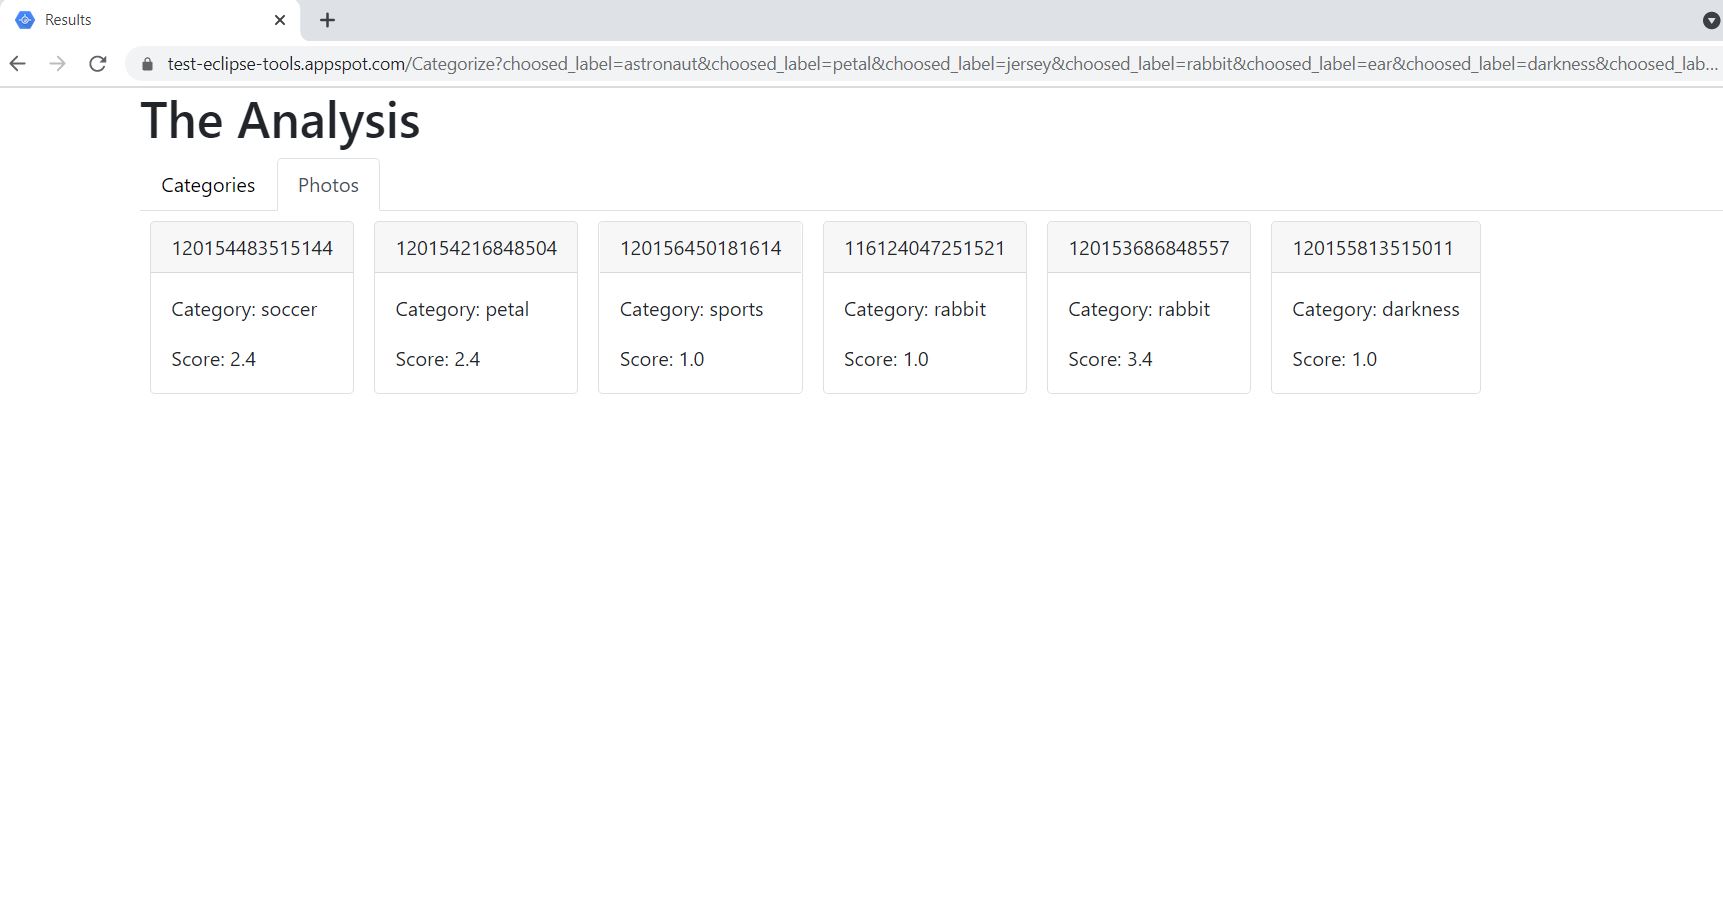 Results
test-eclipse-tools.appspot.com/Categorize?choosed_label=astronaut&choosed_label=petal&choosed_label=jersey&choosed_label=rabbit&choosed_label=ear&choosed_label=darkness&choosed_lab...
The Analysis
Categories Photos
120154483515144
Category: soccer
Score: 2.4
120154216848504
Category: petal
Score: 2.4
120156450181614
Category: sports
Score: 1.0
116124047251521
Category: rabbit
Score: 1.0
120153686848557
Category: rabbit
Score: 3.4
120155813515011
Category: darkness
Score: 1.0